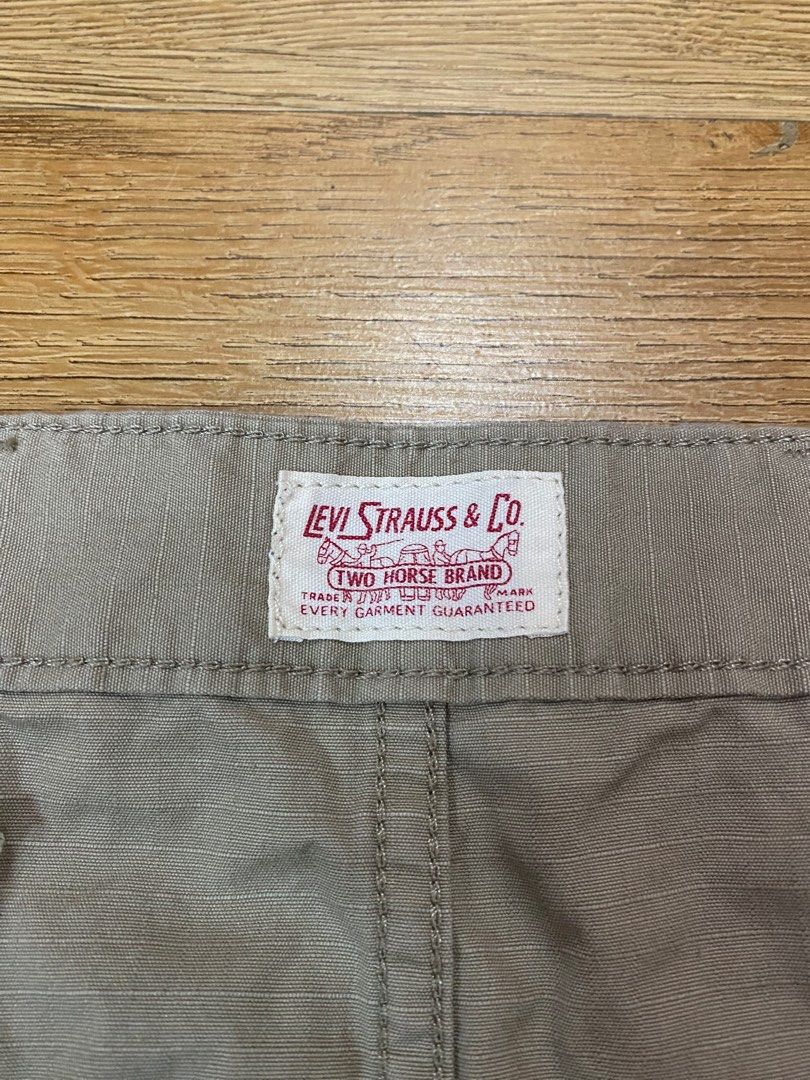 LEVI STRAUSS & CO.
TWO HORSE BRAND
TRADE MARK
EVERY GARMENT GUARANTEED